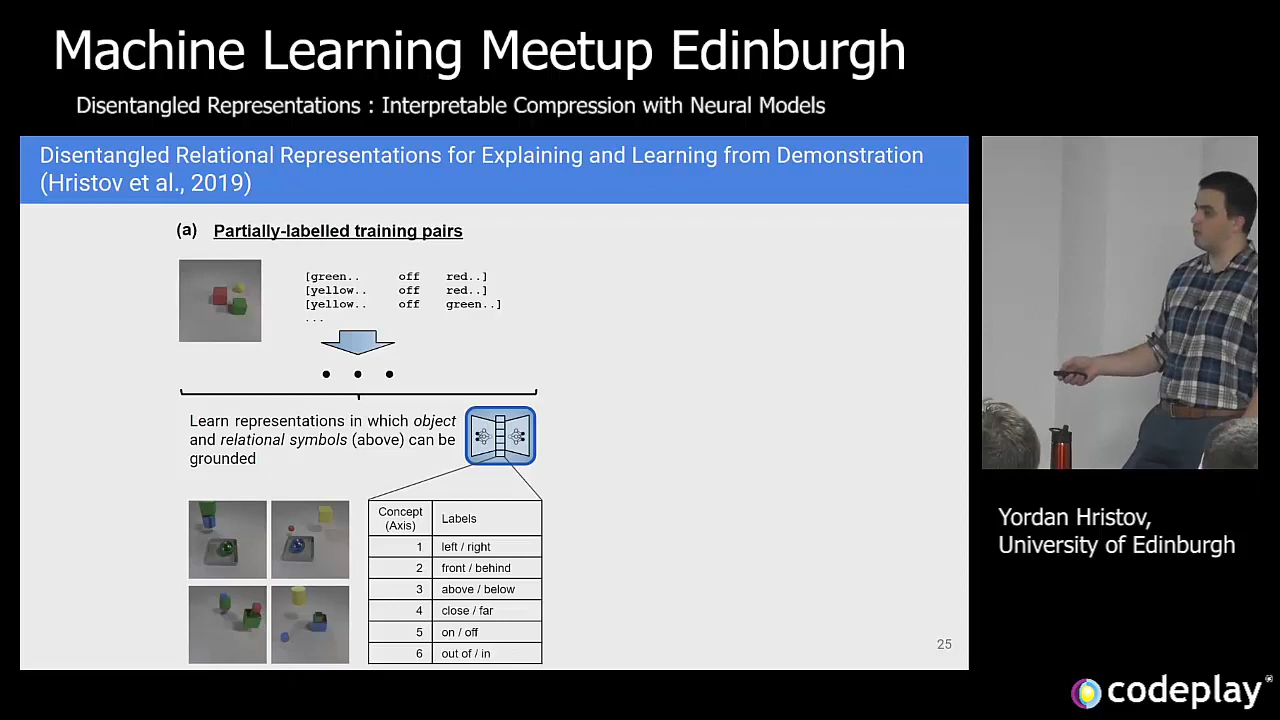 Machine Learning Meetup Edinburgh
Disentangled Representations : Interpretable Compression with Neural Models
Disentangled Relational Representations for Explaining and Learning from Demonstration
(Hristov et al., 2019)
(a) Partially-labelled training pairs
[green.. off red..]
[yellow.. off red..]
[yellow.. off green..]
...
Learn representations in which object
and relational symbols (above) can be
grounded
Concept
(Axis)
Labels
1 left / right
2 front / behind
3 above / below
4 close / far
5 on / off
6 out of / in
25
Yordan Hristov,
University of Edinburgh
codeplay®